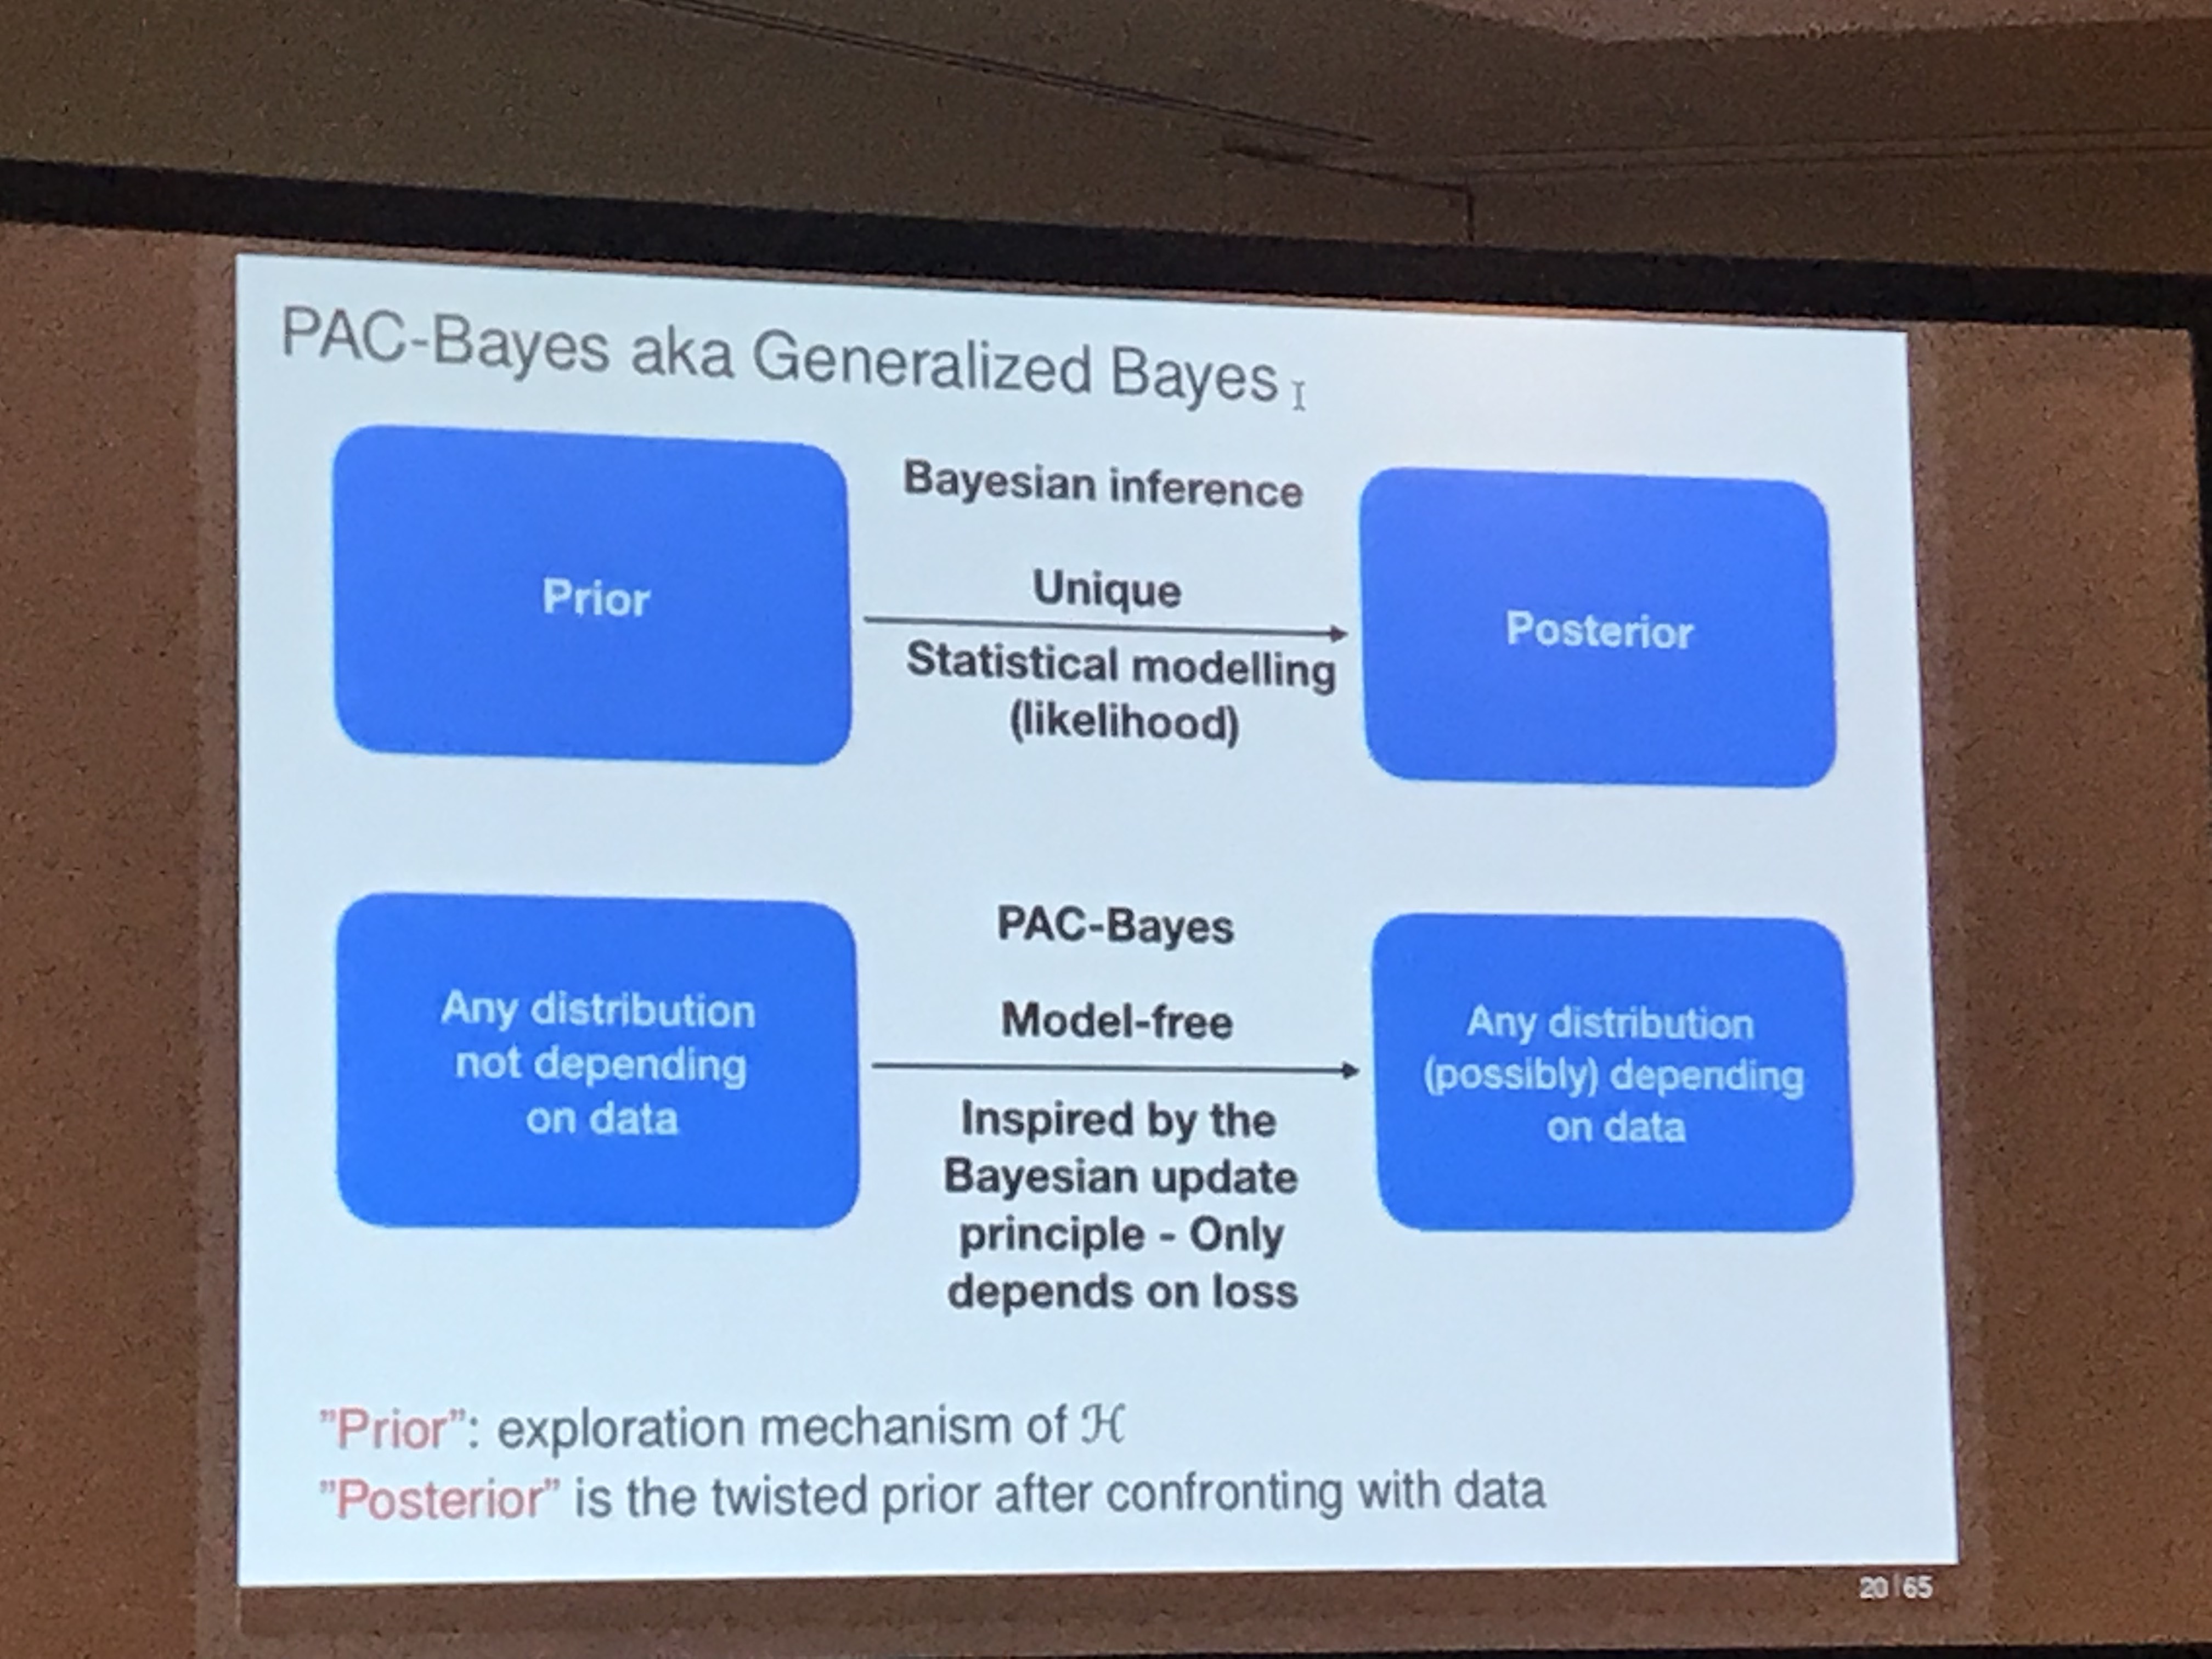 PAC-Bayes aka Generalized Bayes
Bayesian inference
Prior
Unique
Posterior
Statistical modelling
(likelihood)
PAC-Bayes
Any distribution
not depending
on data
Model-free
Any distribution
(possibly) depending
on data
Inspired by the
Bayesian update
principle - Only
depends on loss
"Prior": exploration mechanism of ℋ
"Posterior" is the twisted prior after confronting with data
20|65